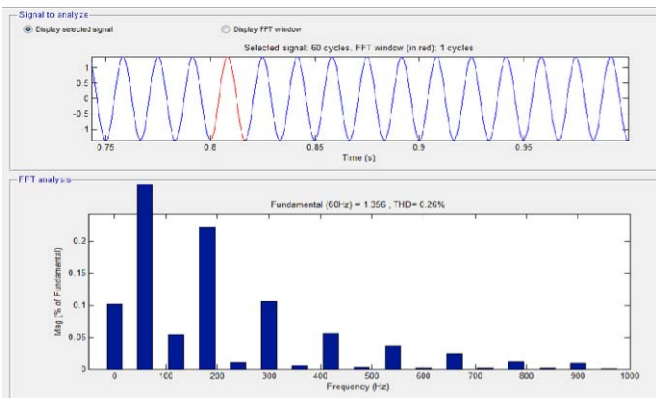 Signal to analyze
Display selected signal
Display FFT window
Selected signal: 60 cycles. FFT window (in red): 1 cycles
1
0.5
0
-0.5
-1
0.75
0.8
0.85
0.9
0.95
Time (s)
FFT analysis
Fundamental (60Hz) = 1.356 , THD= 0.26%
Mag (% of Fundamental)
0.2
0.15
0.1
0.05
0
0
100
200
300
400
500
600
700
800
900
1000
Frequency (Hz)